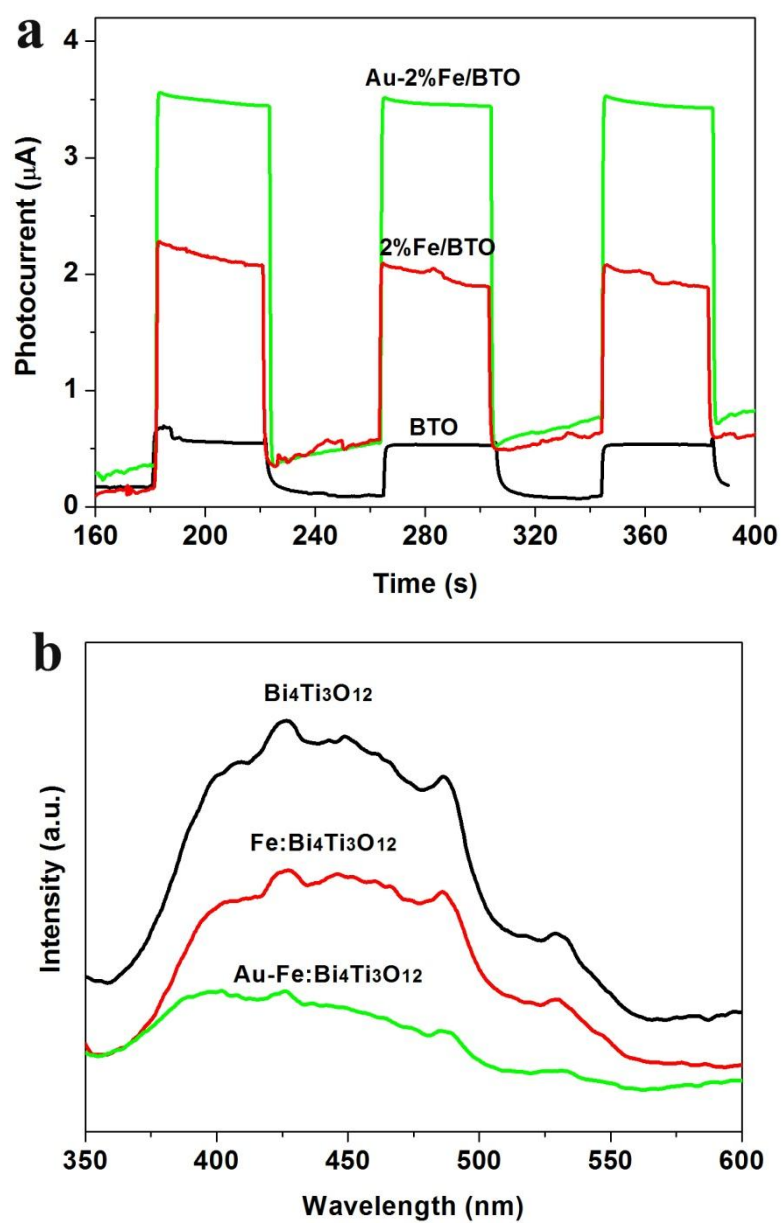 a
4
Au-2%Fe/BTO
3
2%Fe/BTO
2
1
BTO
0
Photocurrent (μA)
160 200 240 280 320 360 400
Time (s)
b
Bi4Ti3O12
Fe:Bi4Ti3O12
Au-Fe:Bi4Ti3O12
Intensity (a.u.)
350 400 450 500 550 600
Wavelength (nm)